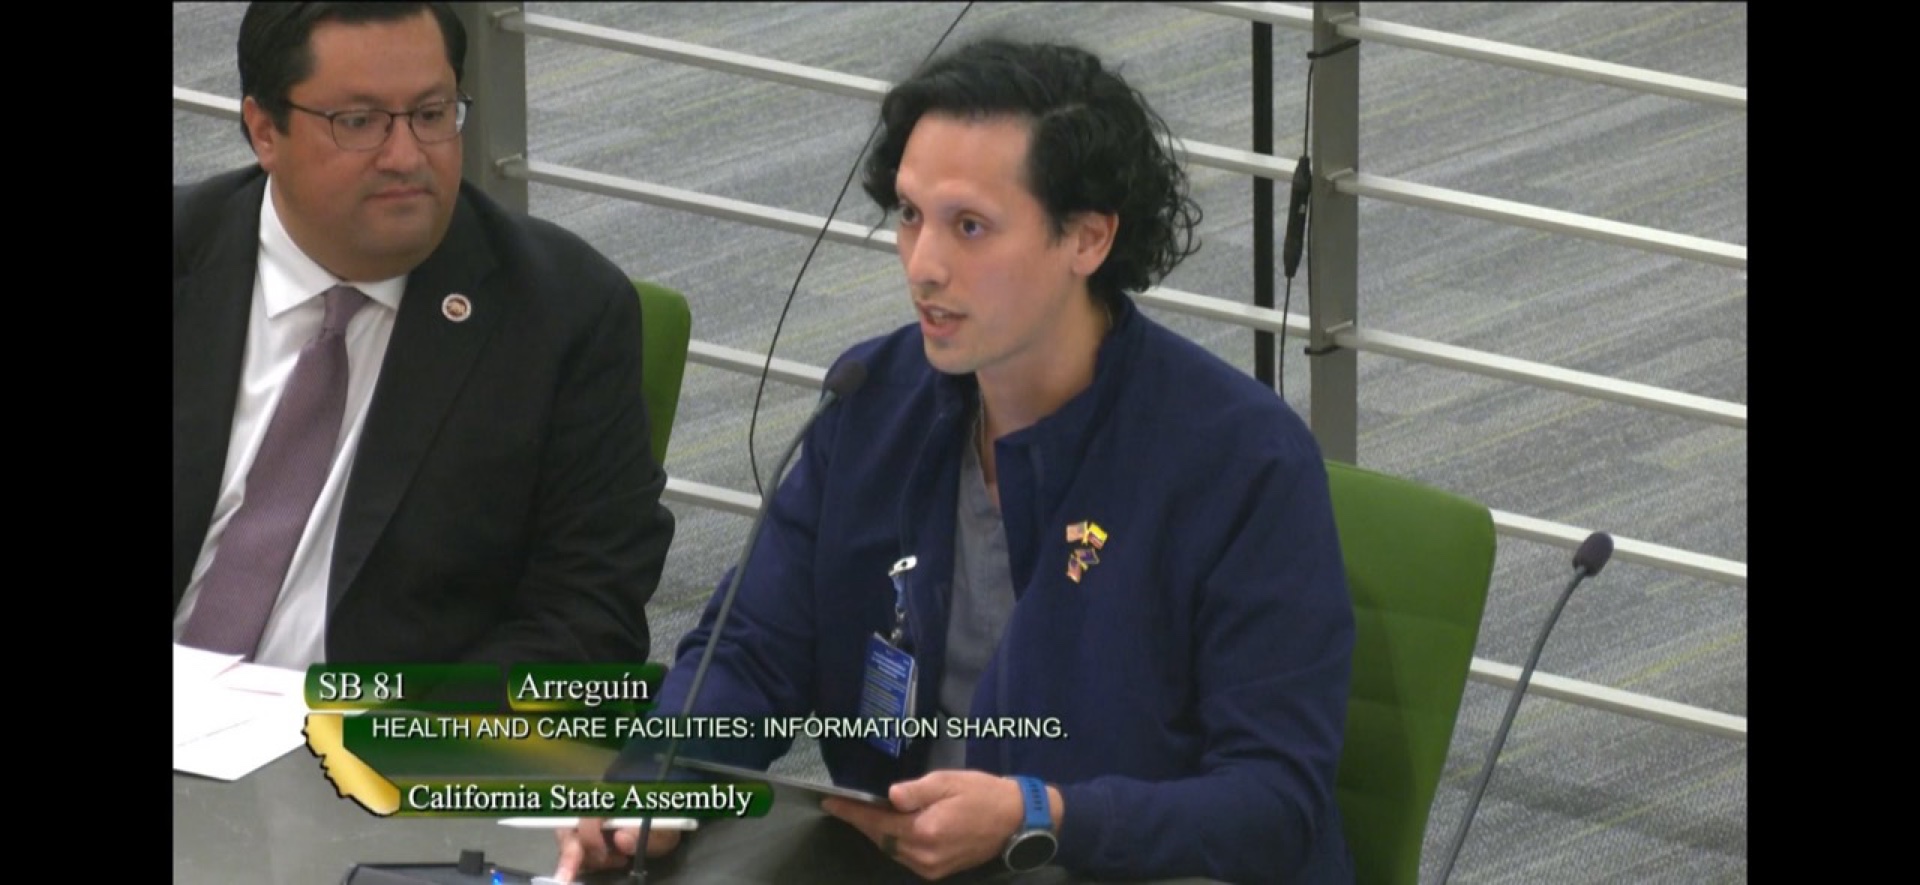 SB 81 Arreguín
HEALTH AND CARE FACILITIES: INFORMATION SHARING.
California State Assembly